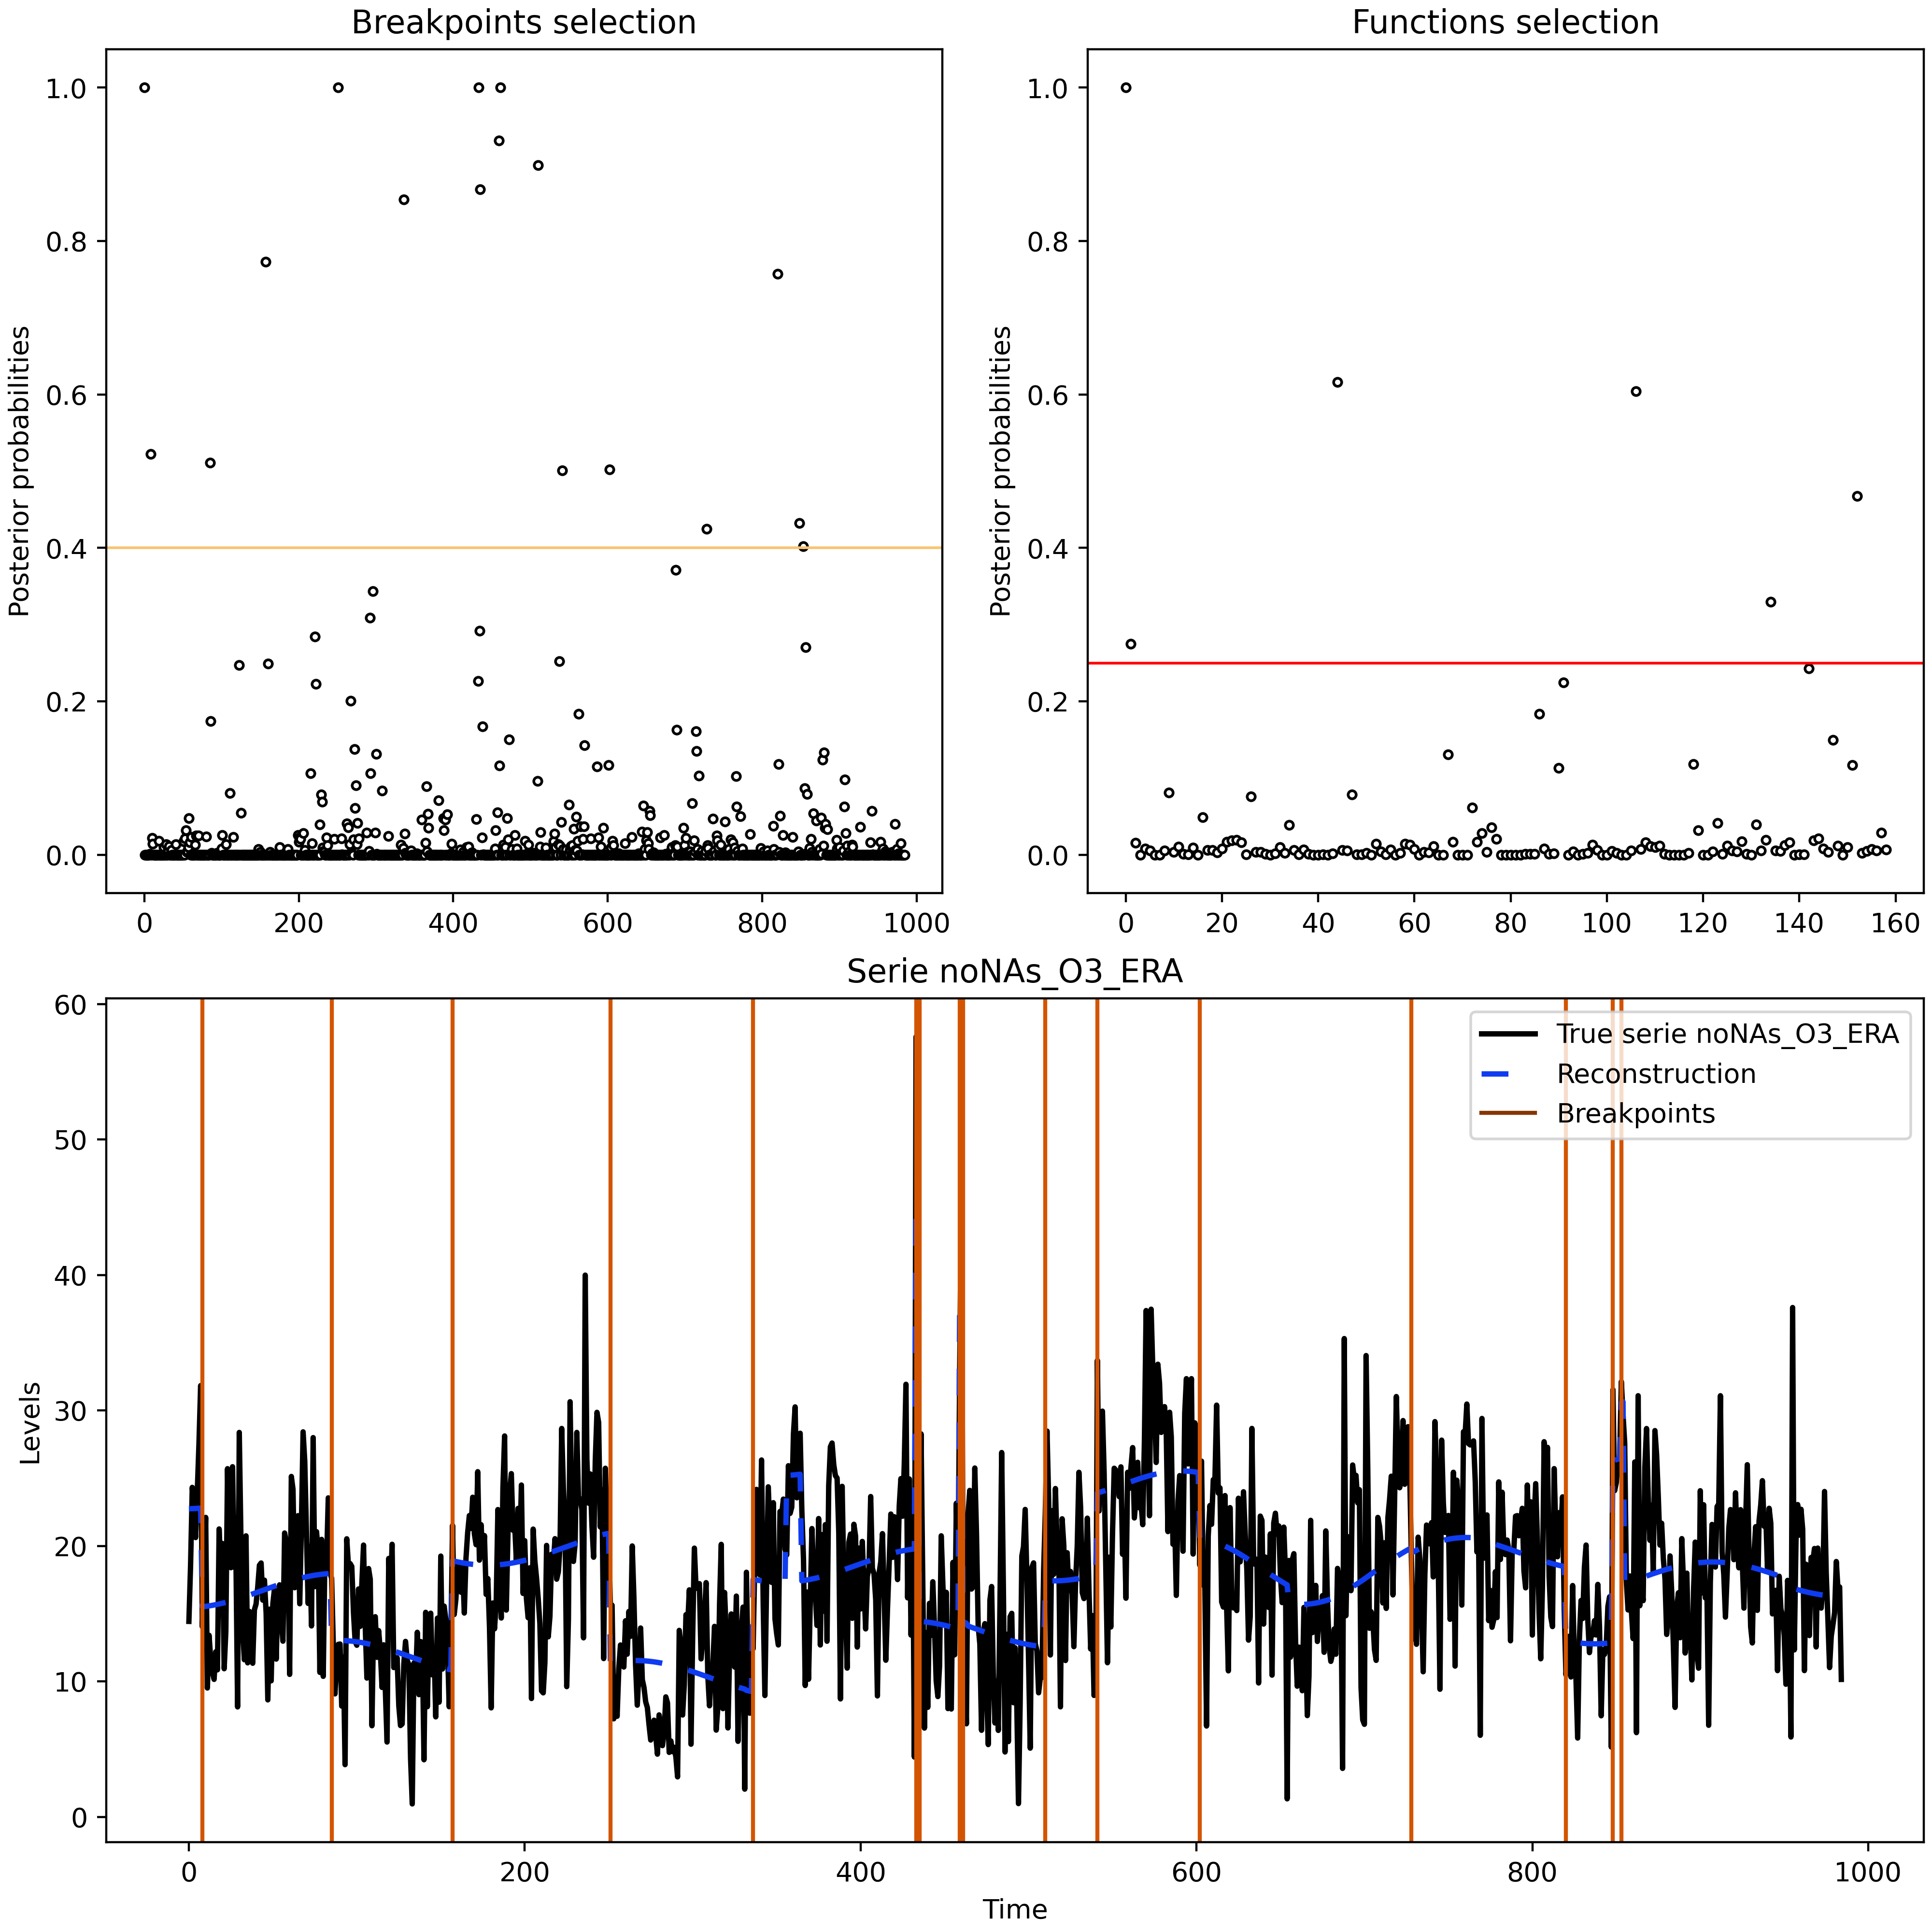 Breakpoints selection
Posterior probabilities
1.0
0.8
0.6
0.4
0.2
0.0
0 200 400 600 800 1000
Functions selection
Posterior probabilities
1.0
0.8
0.6
0.4
0.2
0.0
0 20 40 60 80 100 120 140 160
Serie noNAs_O3_ERA
Levels
60
50
40
30
20
10
0
True serie noNAs_O3_ERA
Reconstruction
Breakpoints
0 200 400 600 800 1000
Time